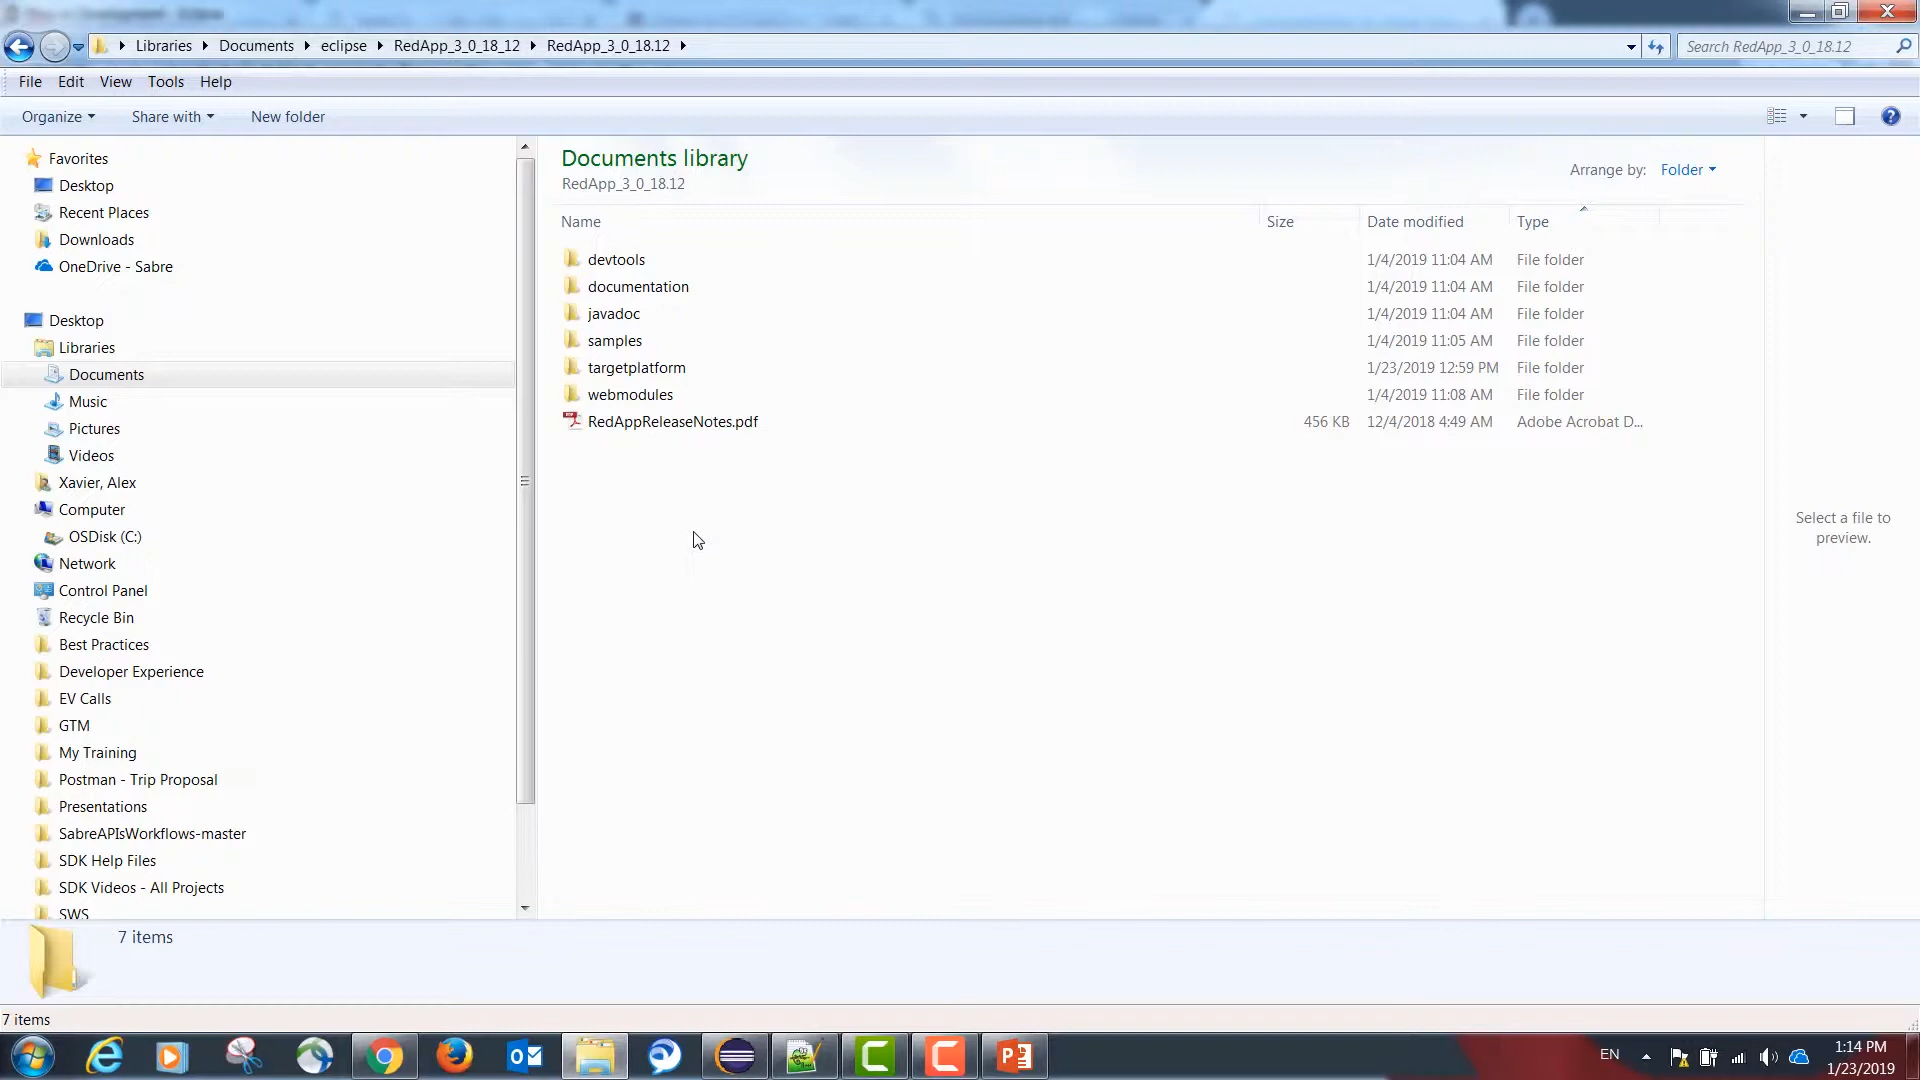 Libraries Documents eclipse RedApp_3_0_18_12 RedApp_3_0_18.12
Search RedApp_3_0_18.12
File Edit View Tools Help
Organize Share with New folder
Favorites
Desktop
Recent Places
Downloads
OneDrive - Sabre
Desktop
Libraries
Documents
Music
Pictures
Videos
Xavier, Alex
Computer
OSDisk (C:)
Network
Control Panel
Recycle Bin
Best Practices
Developer Experience
EV Calls
GTM
My Training
Postman - Trip Proposal
Presentations
SabreAPIsWorkflows-master
SDK Help Files
SDK Videos - All Projects
SWS
Documents library
RedApp_3_0_18.12
Arrange by: Folder
Name Size Date modified Type
devtools 1/4/2019 11:04 AM File folder
documentation 1/4/2019 11:04 AM File folder
javadoc 1/4/2019 11:04 AM File folder
samples 1/4/2019 11:05 AM File folder
targetplatform 1/23/2019 12:59 PM File folder
webmodules 1/4/2019 11:08 AM File folder
RedAppReleaseNotes.pdf 456 KB 12/4/2018 4:49 AM Adobe Acrobat D...
Select a file to
preview.
7 items
7 items
EN
1:14 PM
1/23/2019